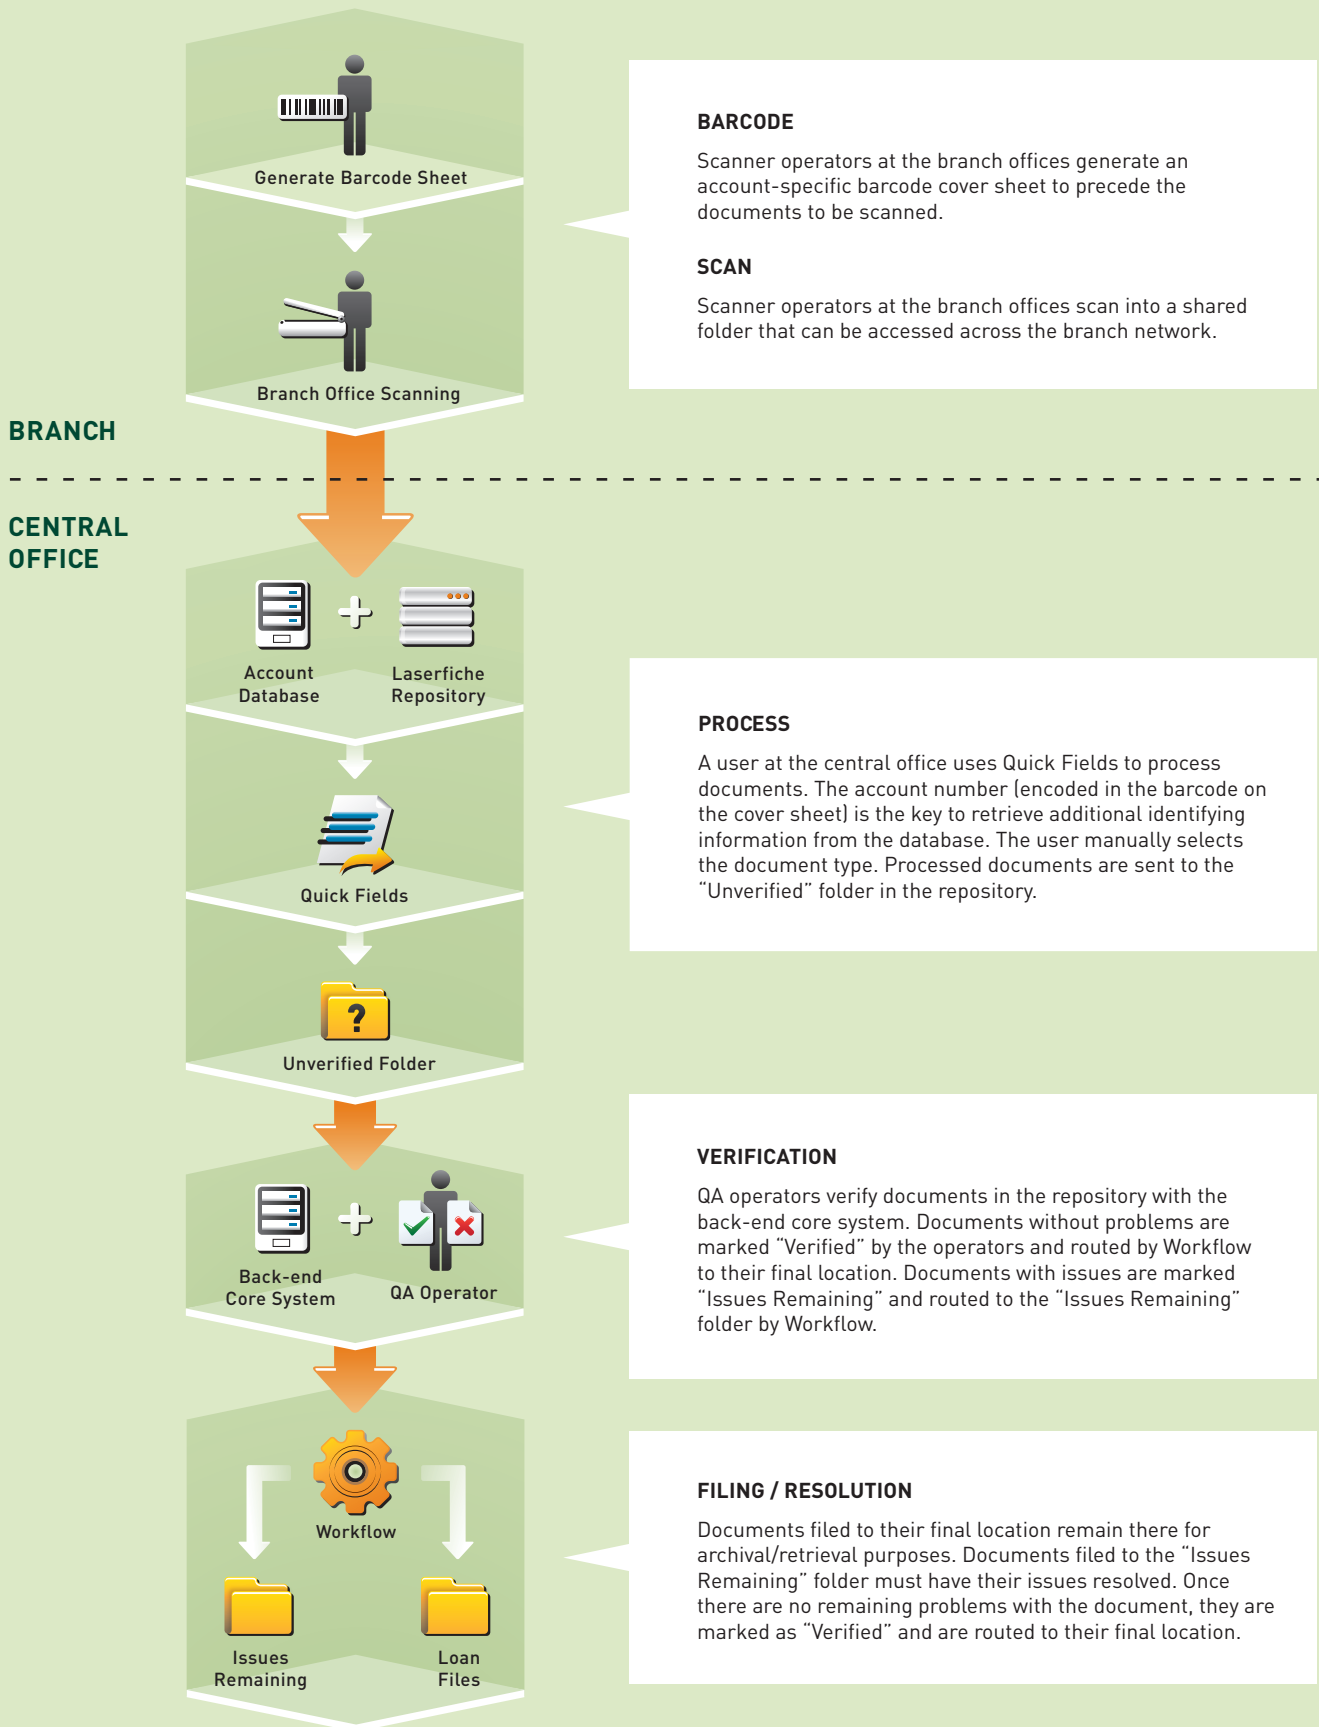 Generate Barcode Sheet
Branch Office Scanning
BARCODE
Scanner operators at the branch offices generate an
account-specific barcode cover sheet to precede the
documents to be scanned.
SCAN
Scanner operators at the branch offices scan into a shared
folder that can be accessed across the branch network.
BRANCH
CENTRAL
OFFICE
Account
Database
Laserfiche
Repository
Quick Fields
?
Unverified Folder
PROCESS
A user at the central office uses Quick Fields to process
documents. The account number (encoded in the barcode on
the cover sheet) is the key to retrieve additional identifying
information from the database. The user manually selects
the document type. Processed documents are sent to the
“Unverified” folder in the repository.
Back-end
Core System
QA Operator
VERIFICATION
QA operators verify documents in the repository with the
back-end core system. Documents without problems are
marked “Verified” by the operators and routed by Workflow
to their final location. Documents with issues are marked
“Issues Remaining” and routed to the “Issues Remaining”
folder by Workflow.
Workflow
Issues
Remaining
Loan
Files
FILING / RESOLUTION
Documents filed to their final location remain there for
archival/retrieval purposes. Documents filed to the “Issues
Remaining” folder must have their issues resolved. Once
there are no remaining problems with the document, they are
marked as “Verified” and are routed to their final location.